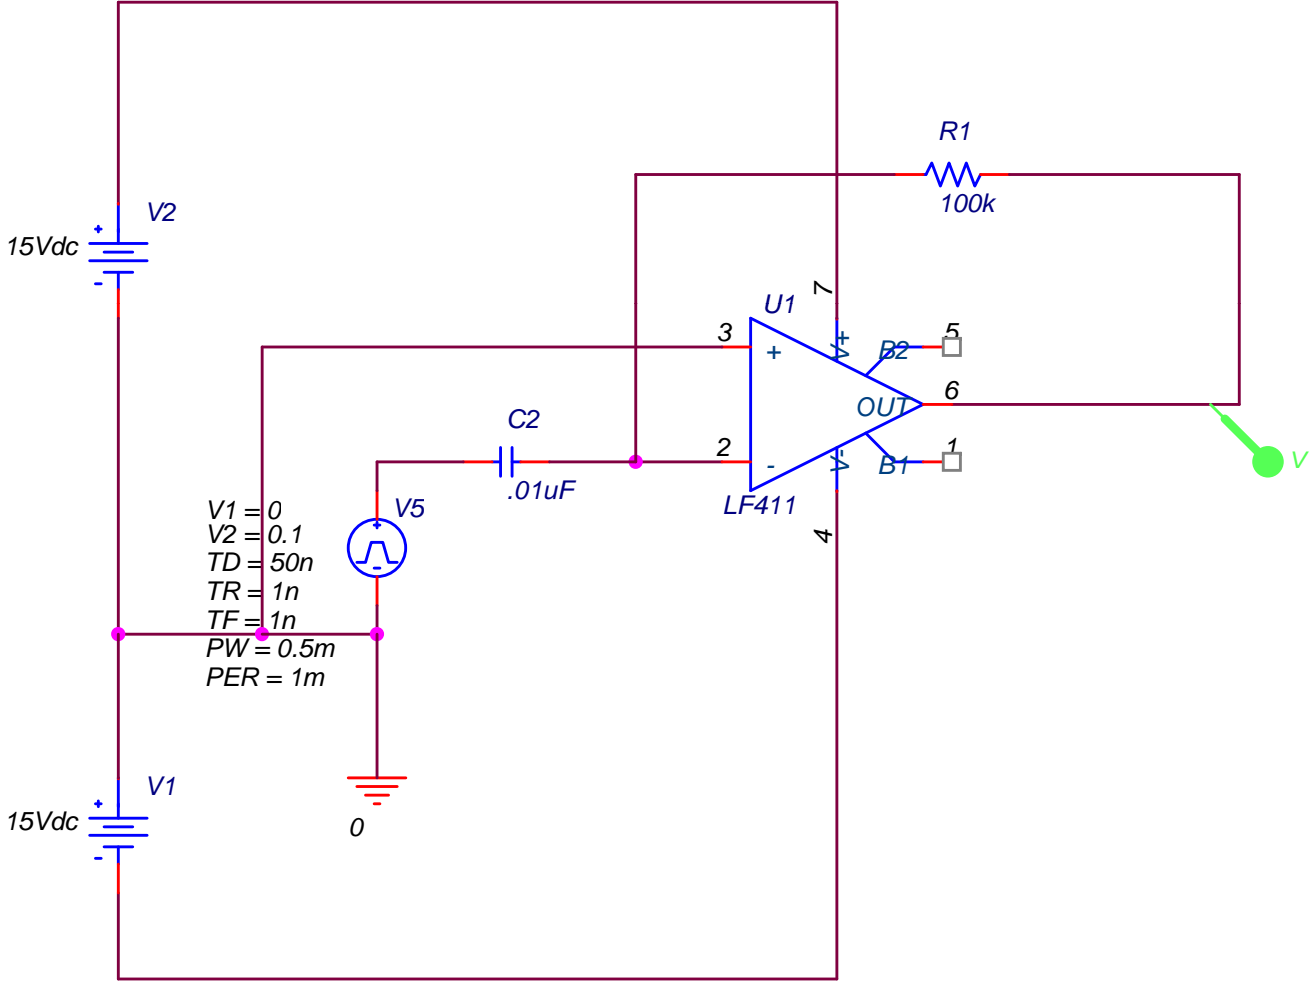 R1
100k
V2
+
15Vdc
-
7
U1
3
+
V+
B2
5
OUT
6
2
-
V-
B1
1
LF411
4
V
C2
.01uF
V5
+
-
V1 = 0
V2 = 0.1
TD = 50n
TR = 1n
TF = 1n
PW = 0.5m
PER = 1m
V1
+
15Vdc
-
0